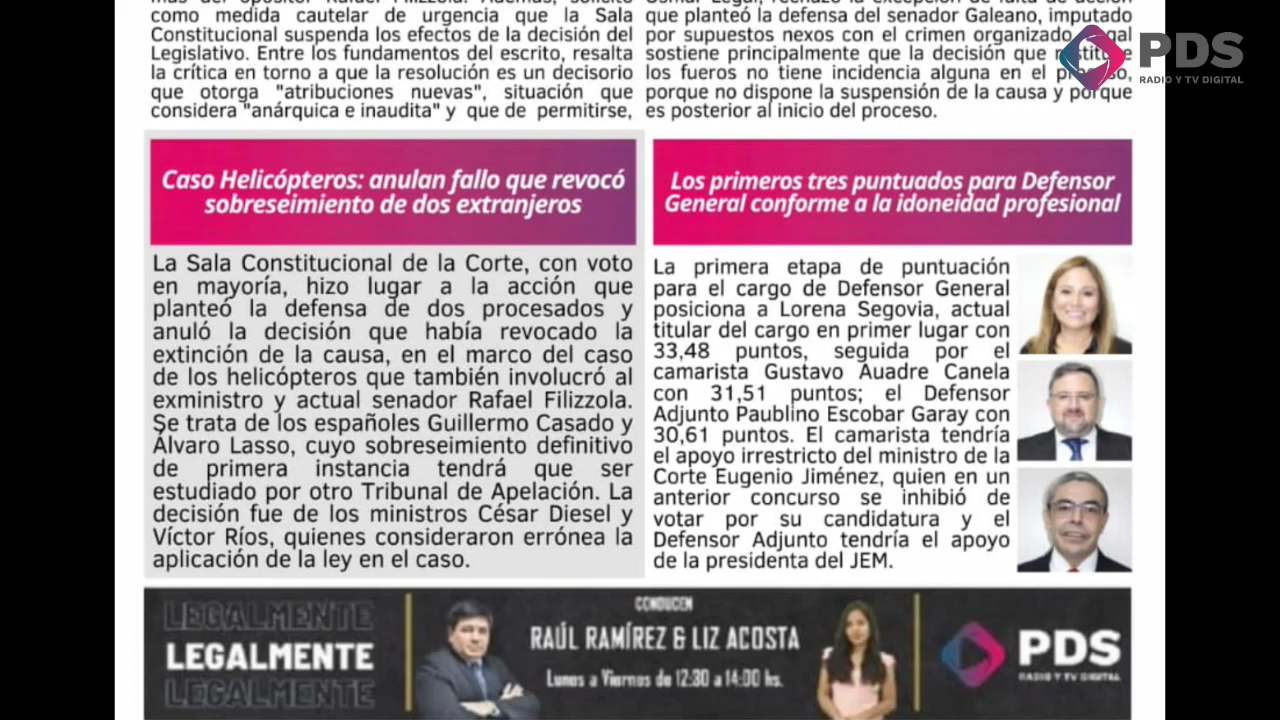 más del opositor Rafael Filizzola. Además, solicitó
como medida cautelar de urgencia que la Sala
Constitucional suspenda los efectos de la decisión del
Legislativo. Entre los fundamentos del escrito, resalta
la crítica en torno a que la resolución es un decisorio
que otorga "atribuciones nuevas", situación que
considera "anárquica e inaudita" y que de permitirse,
Osmar Legal, rechazó la excepción de falta de acción
que planteó la defensa del senador Galeano, imputado
por supuestos nexos con el crimen organizado.
sostiene principalmente que la decisión que
los fueros no tiene incidencia alguna en el
porque no dispone la suspensión de la causa y porque
es posterior al inicio del proceso.
PDS
RADIO Y TV DIGITAL
Caso Helicópteros: anulan fallo que revocó
sobreseimiento de dos extranjeros
La Sala Constitucional de la Corte, con voto
en mayoría, hizo lugar a la acción que
planteó la defensa de dos procesados y
anuló la decisión que había revocado la
extinción de la causa, en el marco del caso
de los helicópteros que también involucró al
exministro y actual senador Rafael Filizzola.
Se trata de los españoles Guillermo Casado y
Álvaro Lasso, cuyo sobreseimiento definitivo
de primera instancia tendrá que ser
estudiado por otro Tribunal de Apelación. La
decisión fue de los ministros César Diesel y
Víctor Ríos, quienes consideraron errónea la
aplicación de la ley en el caso.
Los primeros tres puntuados para Defensor
General conforme a la idoneidad profesional
La primera etapa de puntuación
para el cargo de Defensor General
posiciona a Lorena Segovia, actual
titular del cargo en primer lugar con
33,48 puntos, seguida por el
camarista Gustavo Auadre Canela
con 31,51 puntos; el Defensor
Adjunto Paublino Escobar Garay con
30,61 puntos. El camarista tendría
el apoyo irrestricto del ministro de la
Corte Eugenio Jiménez, quien en un
anterior concurso se inhibió de
votar por su candidatura y el
Defensor Adjunto tendría el apoyo
de la presidenta del JEM.
LEGALMENTE
LEGALMENTE
LEGALMENTE
CONDUCEN
RAÚL RAMÍREZ & LIZ ACOSTA
Lunes a Viernes de 12:30 a 14:00 hs.
PDS
RADIO Y TV DIGITAL